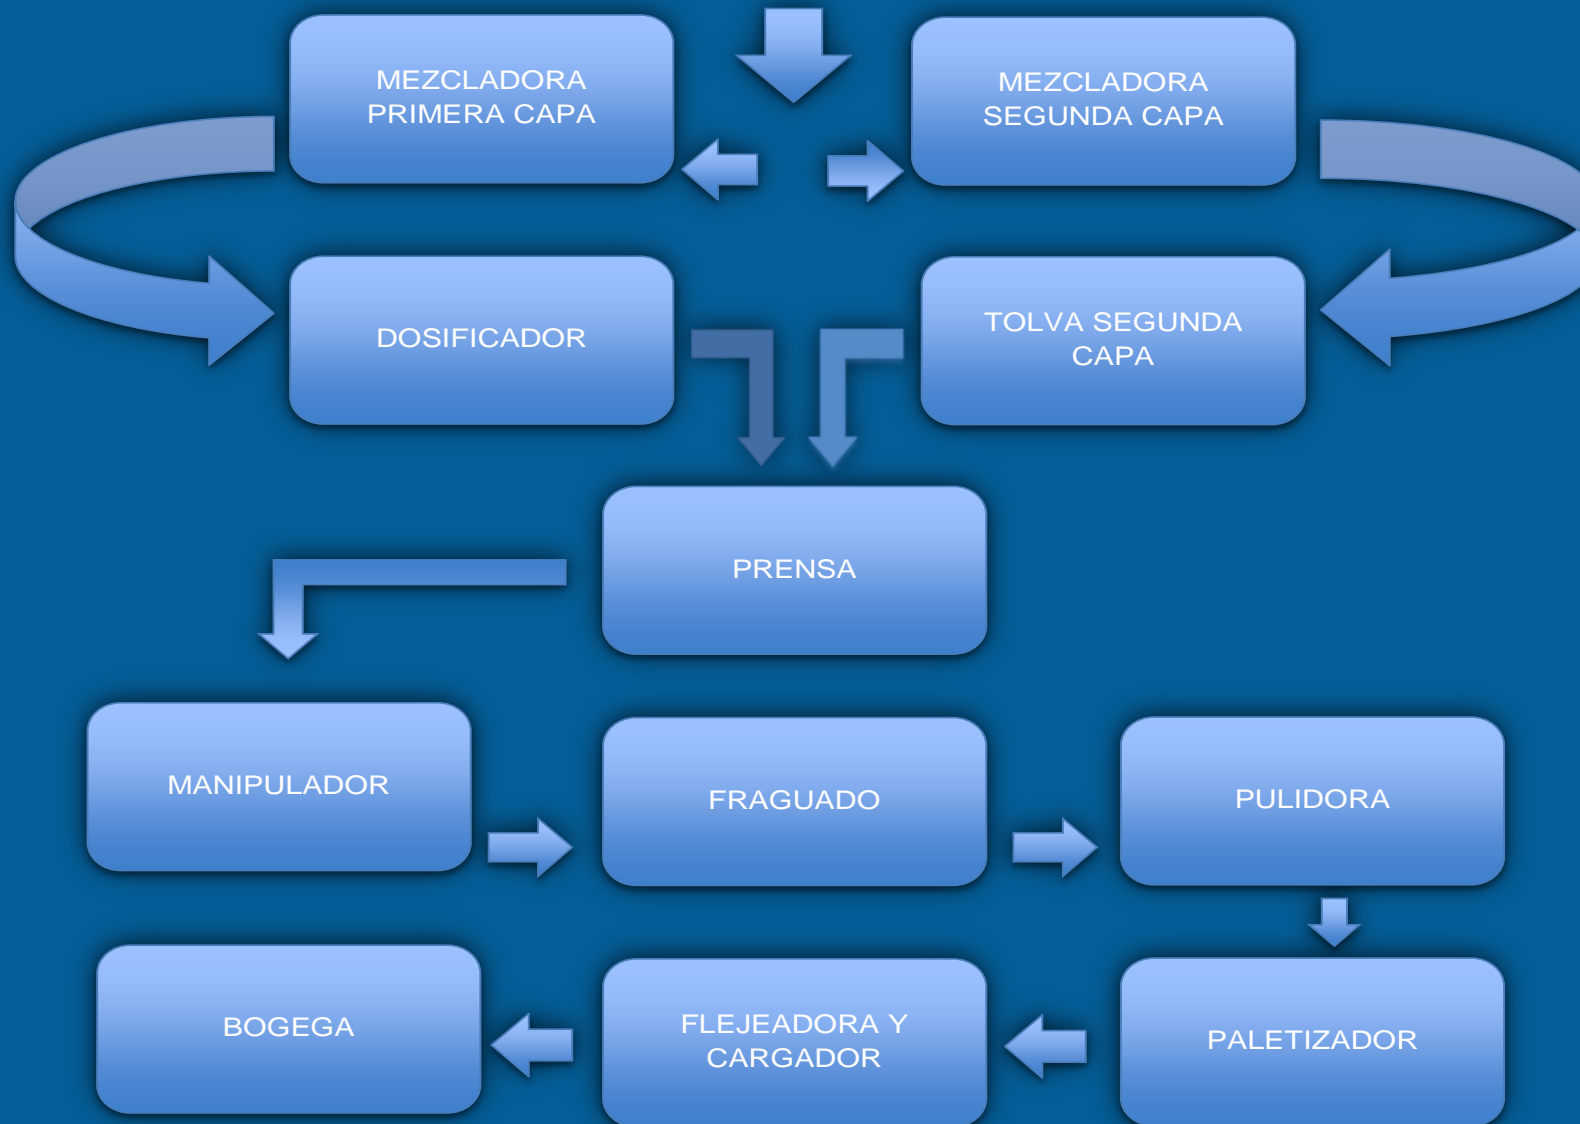 MEZCLADORA
PRIMERA CAPA
MEZCLADORA
SEGUNDA CAPA
DOSIFICADOR
TOLVA SEGUNDA
CAPA
PRENSA
MANIPULADOR
FRAGUADO
PULIDORA
BOGEGA
FLEJEADORA Y
CARGADOR
PALETIZADOR